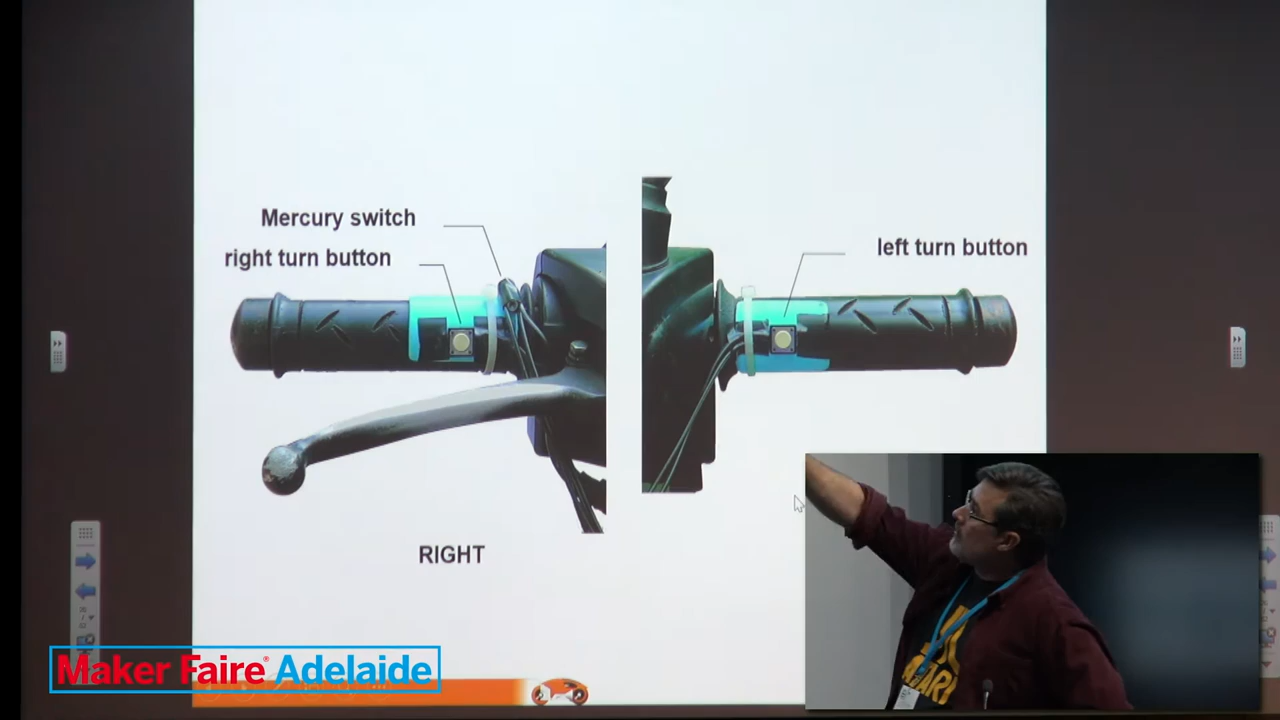 Mercury switch
right turn button
left turn button
RIGHT
Maker Faire® Adelaide